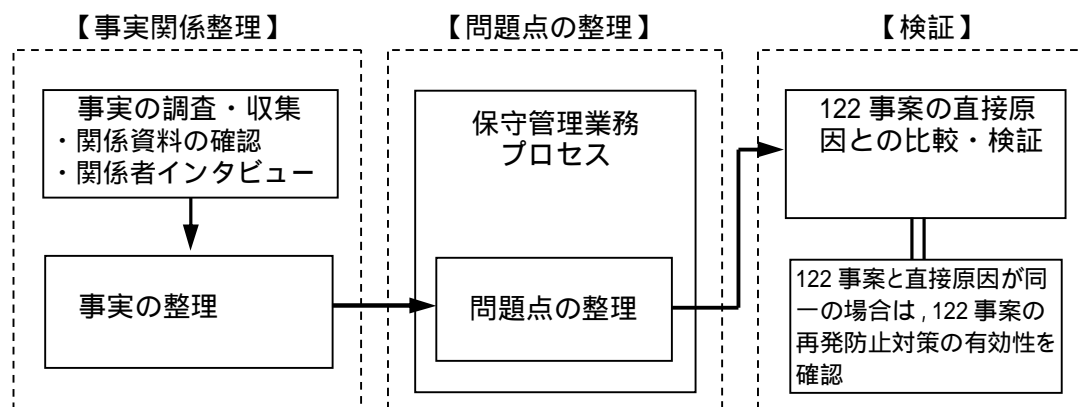 【事実関係整理】
事実の調査・収集
・関係資料の確認
・関係者インタビュー
事実の整理
【問題点の整理】
保守管理業務
プロセス
問題点の整理
【検証】
122 事案の直接原
因との比較・検証
122 事案と直接原因が同
一の場合は，122 事案の
再発防止対策の有効性を
確認